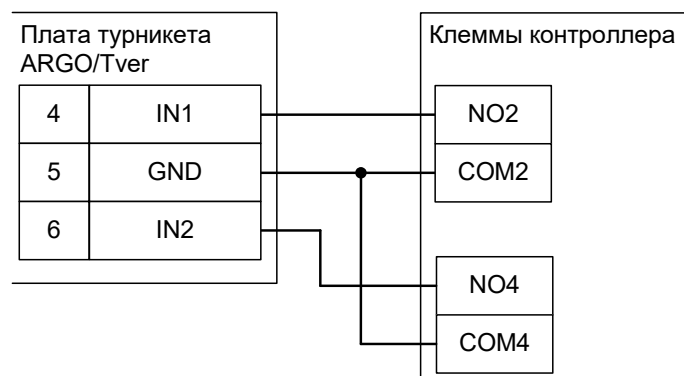 Плата турникета
ARGO/Tver
4 IN1
5 GND
6 IN2
Клеммы контроллера
NO2
COM2
NO4
COM4